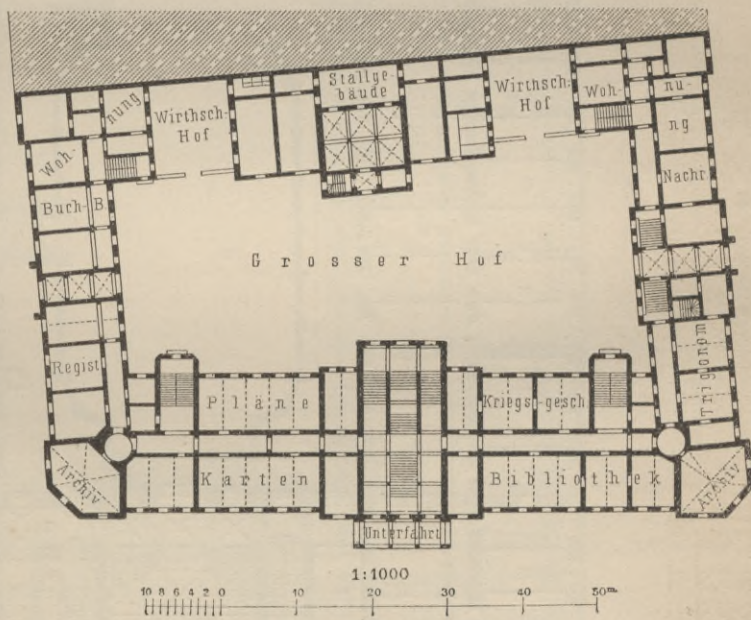 Stallge-
bäude
Wirthsch-
Hof
Wirthsch-
Hof
Woh-
nung
Woh-
nu-
ng
Buch-B.
Nachr.
Grosser Hof
Regist.
Trigonom
Pläne
Kriegs-gesch
Archiv
Karten
Bibliothek
Archiv
Unterfahrt
1:1000
10 8 6 4 2 0 10 20 30 40 50m